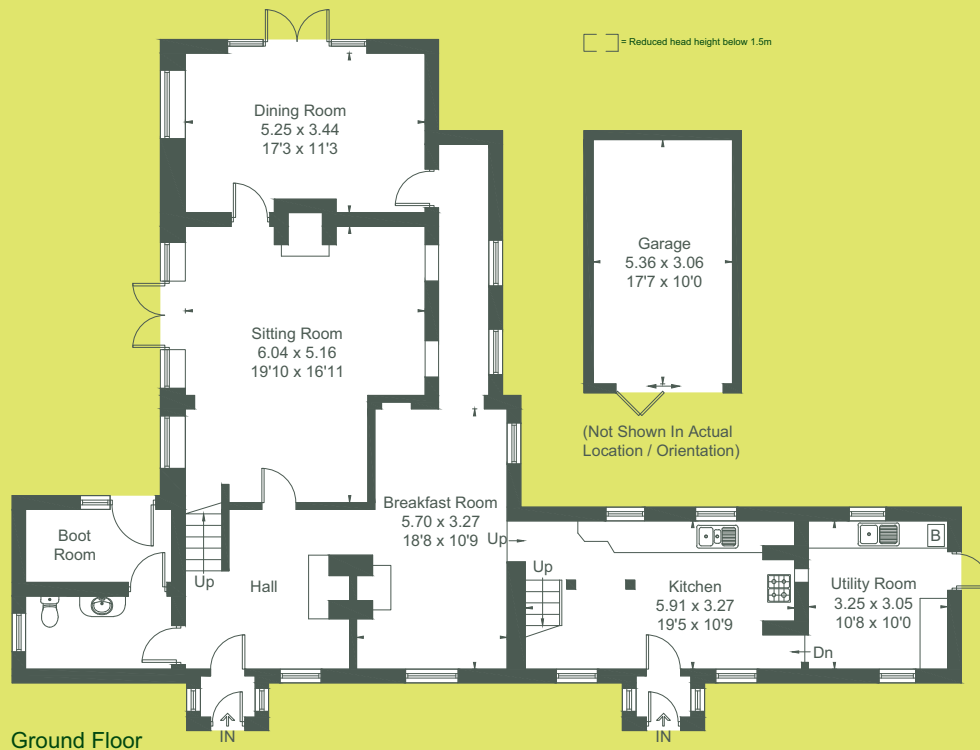 = Reduced head height below 1.5m
Dining Room
5.25 x 3.44
17'3 x 11'3
Garage
5.36 x 3.06
17'7 x 10'0
(Not Shown In Actual
Location / Orientation)
Sitting Room
6.04 x 5.16
19'10 x 16'11
Breakfast Room
5.70 x 3.27
18'8 x 10'9
Up
Boot
Room
Up
Hall
Up
Kitchen
5.91 x 3.27
19'5 x 10'9
B
Utility Room
3.25 x 3.05
10'8 x 10'0
Dn
IN
IN
Ground Floor